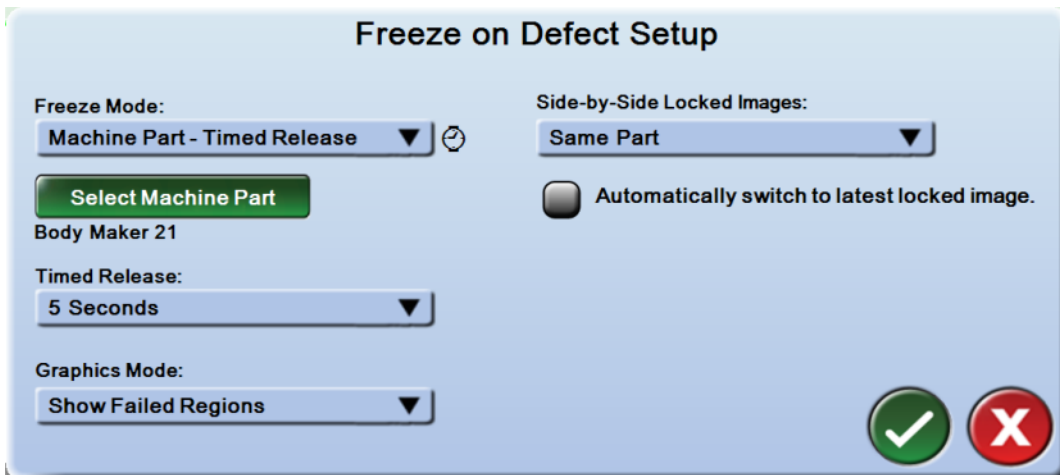 Freeze on Defect Setup
Freeze Mode:
Machine Part - Timed Release
Select Machine Part
Body Maker 21
Timed Release:
5 Seconds
Graphics Mode:
Show Failed Regions
Side-by-Side Locked Images:
Same Part
Automatically switch to latest locked image.